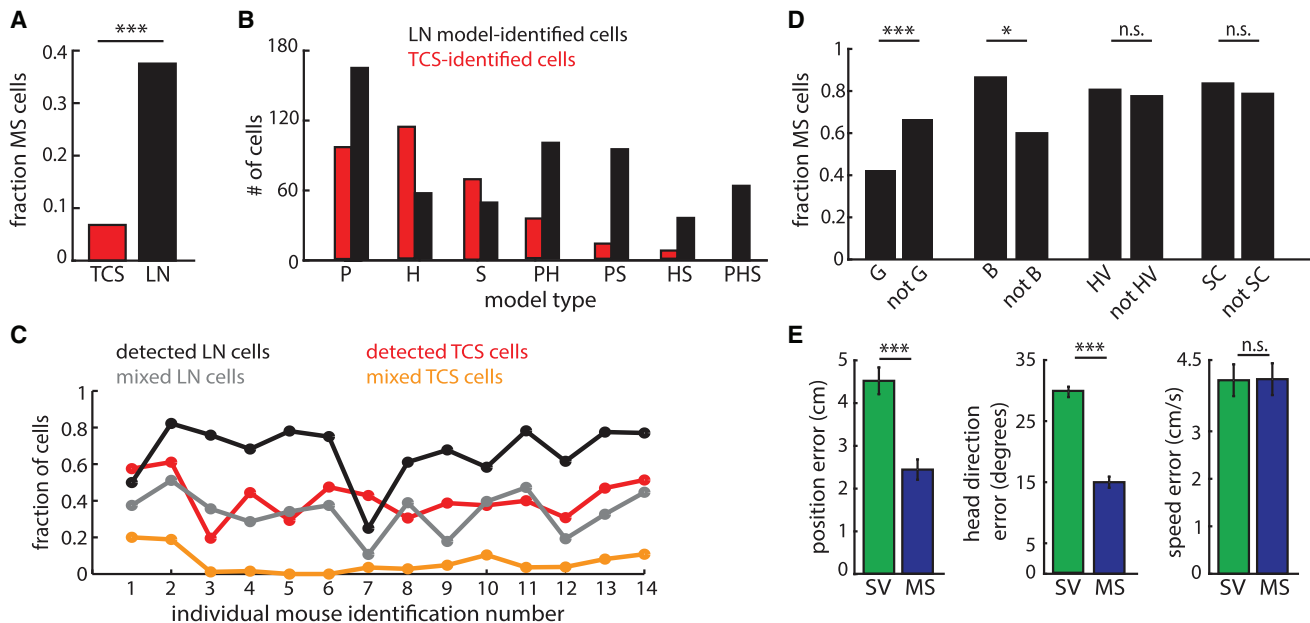 A
***
fraction MS cells
0.4
0.3
0.2
0.1
0
TCS LN
B
LN model-identified cells
TCS-identified cells
# of cells
180
120
60
0
P H S PH PS HS PHS
model type
C
detected LN cells
mixed LN cells
detected TCS cells
mixed TCS cells
fraction of cells
1
0.8
0.6
0.4
0.2
0
1 2 3 4 5 6 7 8 9 10 11 12 13 14
individual mouse identification number
D
*** * n.s. n.s.
fraction MS cells
1
0.8
0.6
0.4
0.2
0
G not G B not B HV not HV SC not SC
E
***
position error (cm)
5
4
3
2
1
0
SV MS
***
head direction
error (degrees)
35
25
15
5
0
SV MS
n.s.
speed error (cm/s)
4.5
3
2
1
0
SV MS